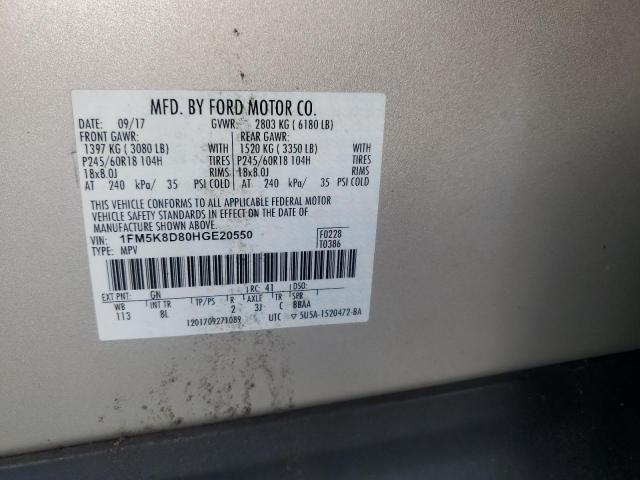 MFD. BY FORD MOTOR CO.
DATE: 09/17 GVWR: 2803 KG ( 6180 LB)
FRONT GAWR: REAR GAWR:
1397 KG ( 3080 LB) WITH 1520 KG ( 3350 LB) WITH
P245/60R18 104H TIRES P245/60R18 104H TIRES
18x8.0J RIMS 18x8.0J RIMS
AT 240 kPa/ 35 PSI COLD AT 240 kPa/ 35 PSI COLD
THIS VEHICLE CONFORMS TO ALL APPLICABLE FEDERAL MOTOR
VEHICLE SAFETY STANDARDS IN EFFECT ON THE DATE OF
MANUFACTURE SHOWN ABOVE.
VIN: 1FM5K8D80HGE20550 F0228
TYPE: MPV T0386
EXT PNT: GN RC: 41 DSO:
WB INT TR TP/PS R AXLE TR SPR
113 8L 2 3J C BBAA
1201709271089 UTC ▽ 5U5A-1520472-BA